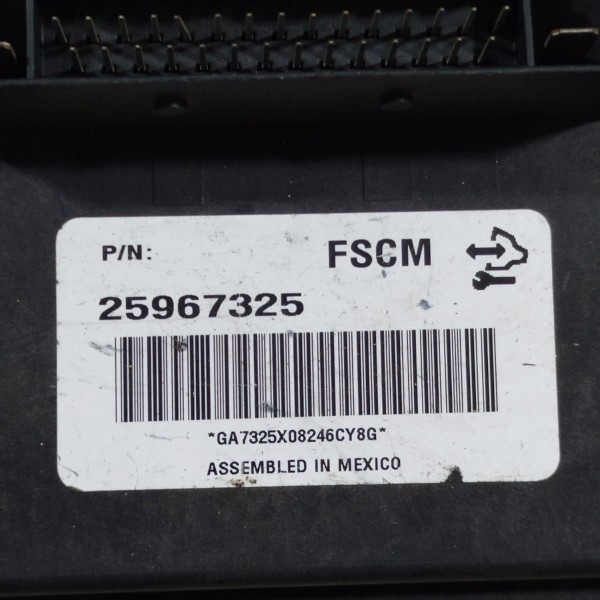 P/N: FSCM
25967325
*GA7325X08246CY8G*
ASSEMBLED IN MEXICO